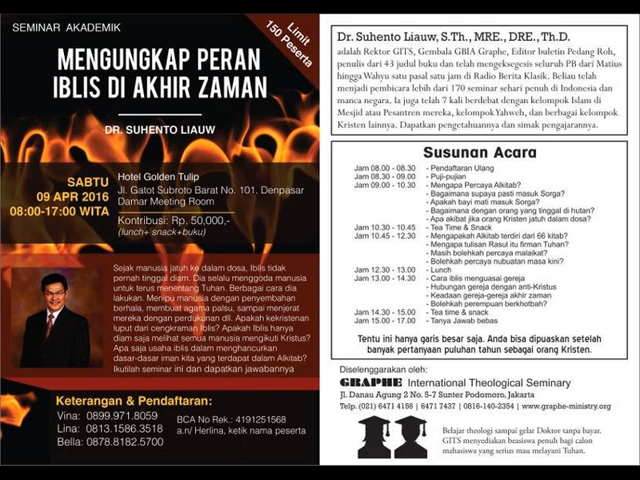 SEMINAR AKADEMIK
Limit
150 Peserta
MENGUNGKAP PERAN
IBLIS DI AKHIR ZAMAN
DR. SUHENTO LIAUW
SABTU
09 APR 2016
08:00-17:00 WITA
Hotel Golden Tulip
Jl. Gatot Subroto Barat No. 101. Denpasar
Damar Meeting Room
Kontribusi: Rp. 50,000,-
(lunch+ snack+buku)
Sejak manusia jatuh ke dalam dosa, Iblis tidak
pernah tinggal diam. Dia selalu menggoda manusia
untuk terus menentang Tuhan. Berbagai cara dia
lakukan. Menipu manusia dengan penyembahan
berhala, membuat agama palsu, sampai menjerat
mereka dengan perdukunan dll. Apakah kekristenan
luput dari cengkraman Iblis? Apakah Iblis hanya
diam saja melihat semua manusia mengikuti Kristus?
Apa saja usaha iblis dalam menghancurkan
dasar-dasar iman kita yang terdapat dalam Alkitab?
Ikutilah seminar ini dan dapatkan jawabannya
Keterangan & Pendaftaran:
Vina: 0899.971.8059
Lina: 0813.1586.3518
Bella: 0878.8182.5700
BCA No Rek.: 4191251568
a.n/ Herlina, ketik nama peserta
Dr. Suhento Liauw, S.Th., MRE., DRE., Th.D.
adalah Rektor GITS, Gembala GBIA Graphe, Editor buletin Pedang Roh,
penulis dari 43 judul buku dan telah mengeksegesis seluruh PB dari Matius
hingga Wahyu satu pasal satu jam di Radio Berita Klasik. Beliau telah
menjadi pembicara lebih dari 170 seminar sehari penuh di Indonesia dan
manca negara. Ia juga telah 7 kali berdebat dengan kelompok Islam di
Mesjid atau Pesantren mereka, kelompok Yahweh, dan berbagai kelompok
Kristen lainnya. Dapatkan pengetahuannya dan simak pengajarannya.
Susunan Acara
Jam 08.00 - 08.30 - Pendaftaran Ulang
Jam 08.30 - 09.00 - Puji-pujian
Jam 09.00 - 10.30 - Mengapa Percaya Alkitab?
- Bagaimana supaya pasti masuk Sorga?
- Apakah bayi mati masuk Sorga?
- Bagaimana dengan orang yang tinggal di hutan?
- Apa akibat jika orang Kristen jatuh dalam dosa?
Jam 10.30 - 10.45 - Tea Time & Snack
Jam 10.45 - 12.30 - Mengapakah Alkitab terdiri dari 66 kitab?
- Mengapa tulisan Rasul itu firman Tuhan?
- Masih bolehkah percaya malaikat?
- Bolehkah percaya nubuatan masa kini?
Jam 12.30 - 13.00 - Lunch
Jam 13.00 - 14.30 - Cara iblis menguasai gereja
- Hubungan gereja dengan anti-Kristus
- Keadaan gereja-gereja akhir zaman
- Bolehkah perempuan berkhotbah?
Jam 14.30 - 15.00 - Tea time & snack
Jam 15.00 - 17.00 - Tanya Jawab bebas
Tentu ini hanya garis besar saja. Anda bisa dipuaskan setelah
banyak pertanyaan puluhan tahun sebagai orang Kristen.
Diselenggarakan oleh:
GRAPHE International Theological Seminary
Jl. Danau Agung 2 No. 5-7 Sunter Podomoro, Jakarta
Telp. (021) 6471 4156 | 6471 7437 | 0816-140-2354 | www.graphe-ministry.org
Belajar theologi sampai gelar Doktor tanpa bayar.
GITS menyediakan beasiswa penuh bagi calon
mahasiswa yang serius mau melayani Tuhan.